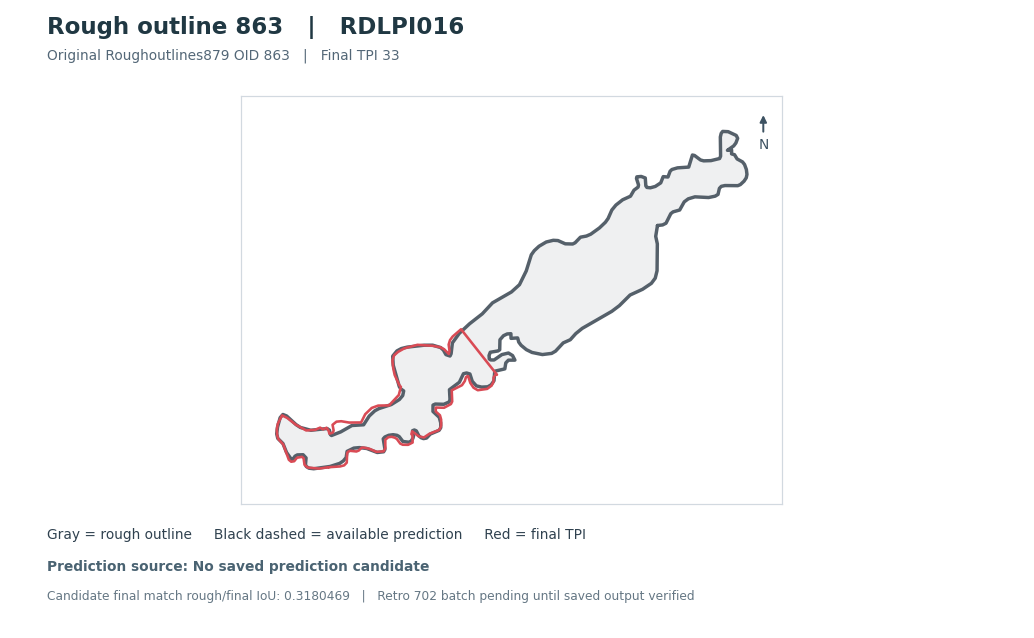 Rough outline 863   |   RDLPI016
Original Roughoutlines879 OID 863   |   Final TPI 33
N
Gray = rough outline     Black dashed = available prediction     Red = final TPI
Prediction source: No saved prediction candidate
Candidate final match rough/final IoU: 0.3180469   |   Retro 702 batch pending until saved output verified